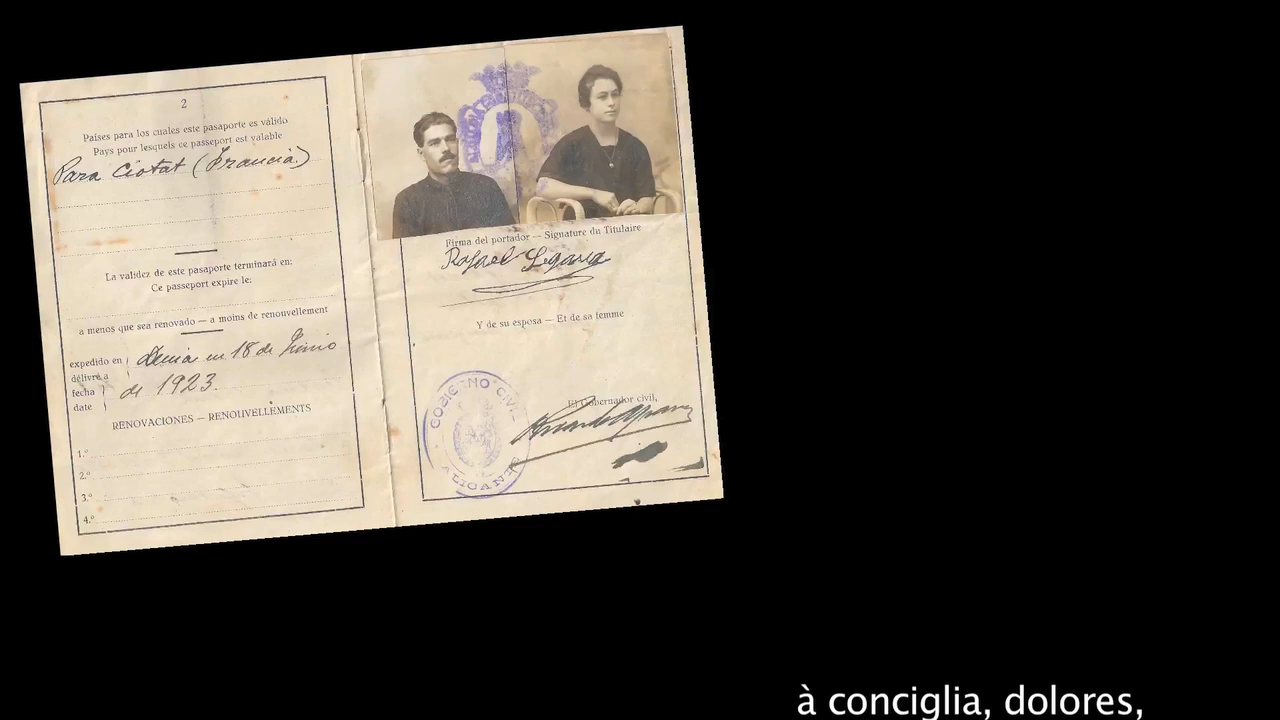 2
Países para los cuales este pasaporte es válido
Pays pour lesquels ce passeport est valable
Para Ciotat (Francia)
La validez de este pasaporte terminará en:
Ce passeport expire le:
a menos que sea renovado — a moins de renouvellement
expedido en
délivré a
Denia en 18 de Junio
fecha
date
de 1923.
RENOVACIONES — RENOUVELLEMENTS
1.º
2.º
3.º
4.º
Firma del portador — Signature du Titulaire
Rafael
Y de su esposa — Et de sa femme
El Gobernador civil,
GOBIERNO CIVIL
ALICANTE
à conciglia, dolores,